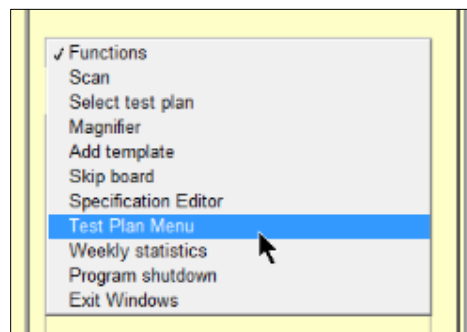 ✓ Functions
Scan
Select test plan
Magnifier
Add template
Skip board
Specification Editor
Test Plan Menu
Weekly statistics
Program shutdown
Exit Windows